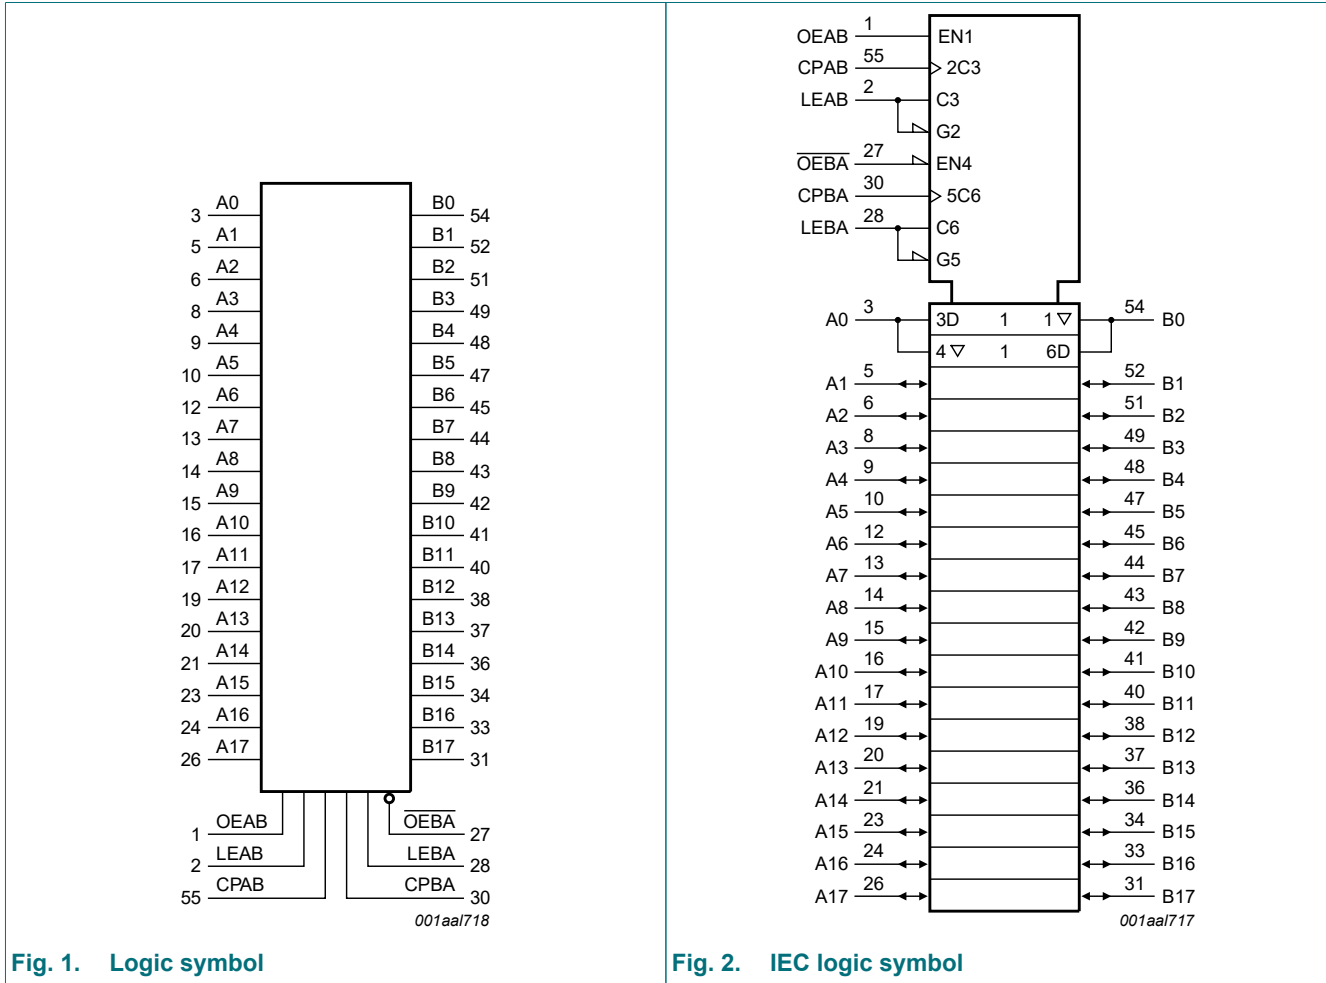 A0 B0
3 54
A1 B1
5 52
A2 B2
6 51
A3 B3
8 49
A4 B4
9 48
A5 B5
10 47
A6 B6
12 45
A7 B7
13 44
A8 B8
14 43
A9 B9
15 42
A10 B10
16 41
A11 B11
17 40
A12 B12
19 38
A13 B13
20 37
A14 B14
21 36
A15 B15
23 34
A16 B16
24 33
A17 B17
26 31
OEAB OEBA
1 27
LEAB LEBA
2 28
CPAB CPBA
55 30
001aal718
Fig. 1. Logic symbol
OEAB 1 EN1
CPAB 55 2C3
LEAB 2 C3
G2
OEBA 27 EN4
CPBA 30 5C6
LEBA 28 C6
G5
A0 3 3D 1 1 ▽ 54 B0
4 ▽ 1 6D
A1 5 52 B1
A2 6 51 B2
A3 8 49 B3
A4 9 48 B4
A5 10 47 B5
A6 12 45 B6
A7 13 44 B7
A8 14 43 B8
A9 15 42 B9
A10 16 41 B10
A11 17 40 B11
A12 19 38 B12
A13 20 37 B13
A14 21 36 B14
A15 23 34 B15
A16 24 33 B16
A17 26 31 B17
001aal717
Fig. 2. IEC logic symbol